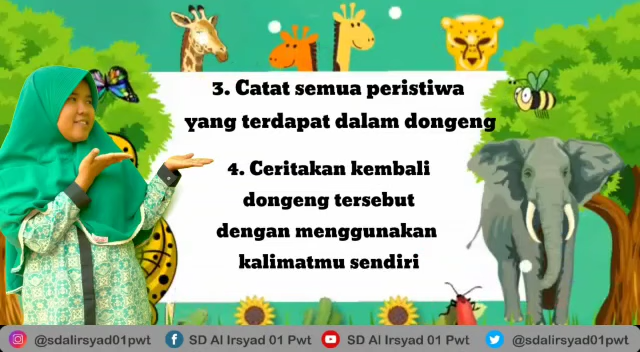 3. Catat semua peristiwa
yang terdapat dalam dongeng
4. Ceritakan kembali
dongeng tersebut
dengan menggunakan
kalimatmu sendiri
@sdalirsyad01pwt SD Al Irsyad 01 Pwt SD Al Irsyad 01 Pwt @sdalirsyad01pwt